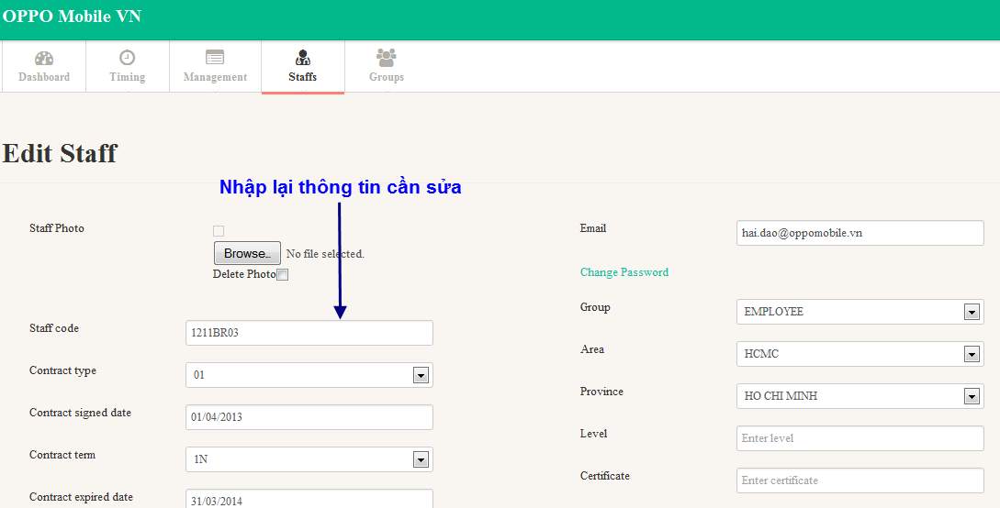 OPPO Mobile VN
Dashboard
Timing
Management
Staffs
Groups
Edit Staff
Nhập lại thông tin cần sửa
Staff Photo
Browse..
No file selected.
Delete Photo
Staff code
1211BR03
Contract type
01
Contract signed date
01/04/2013
Contract term
1N
Contract expired date
31/03/2014
Email
hai.dao@oppomobile.vn
Change Password
Group
EMPLOYEE
Area
HCMC
Province
HO CHI MINH
Level
Enter level
Certificate
Enter certificate